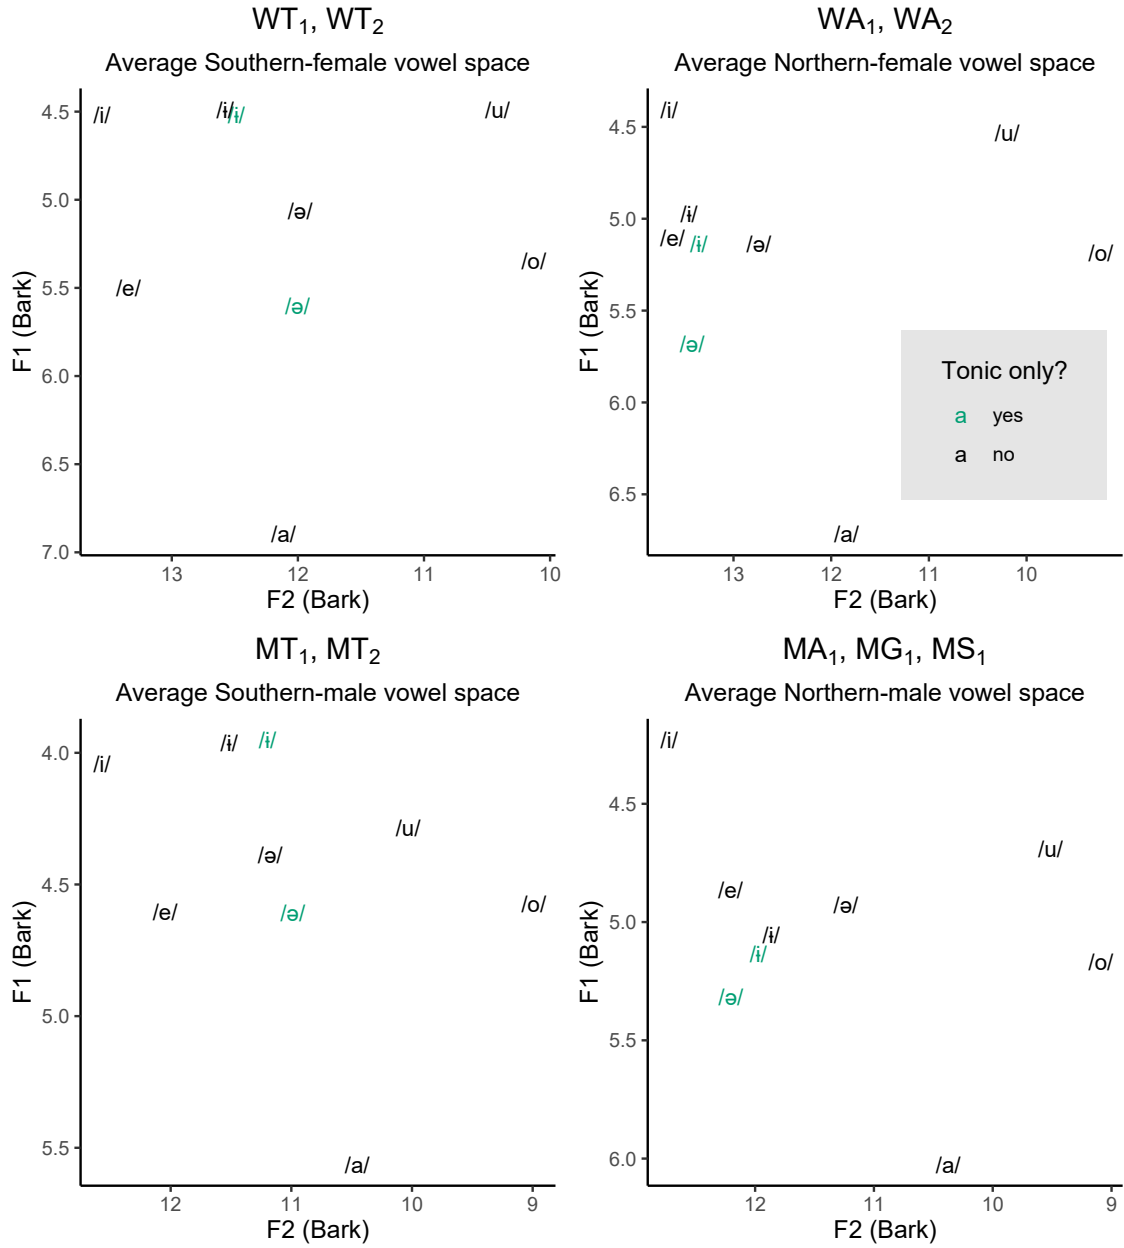 WT₁, WT₂
Average Southern-female vowel space
F1 (Bark)
4.5
5.0
5.5
6.0
6.5
7.0
/i/
/ɨ/
/ɨ/
/u/
/ə/
/o/
/e/
/ə/
/a/
13
12
11
10
F2 (Bark)
WA₁, WA₂
Average Northern-female vowel space
F1 (Bark)
4.5
5.0
5.5
6.0
6.5
/i/
/u/
/ɨ/
/e/
/ɨ/
/ə/
/o/
/ə/
Tonic only?
a yes
a no
/a/
13
12
11
10
F2 (Bark)
MT₁, MT₂
Average Southern-male vowel space
F1 (Bark)
4.0
4.5
5.0
5.5
/i/
/ɨ/
/ɨ/
/u/
/ə/
/e/
/ə/
/o/
/a/
12
11
10
9
F2 (Bark)
MA₁, MG₁, MS₁
Average Northern-male vowel space
F1 (Bark)
4.5
5.0
5.5
6.0
/i/
/u/
/e/
/ə/
/ɨ/
/ɨ/
/o/
/ə/
/a/
12
11
10
9
F2 (Bark)